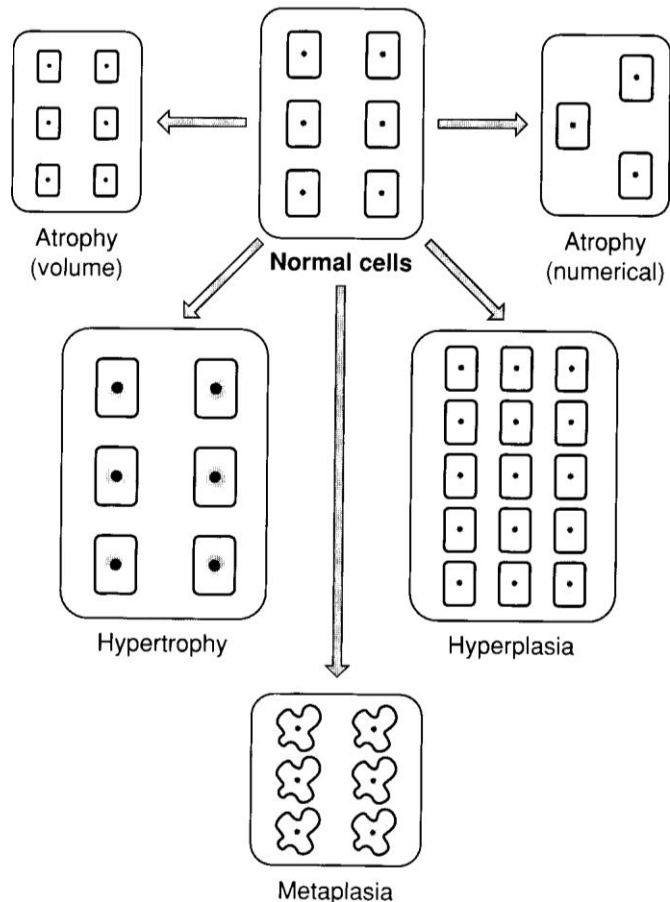 Atrophy
(volume)
Normal cells
Atrophy
(numerical)
Hypertrophy
Hyperplasia
Metaplasia